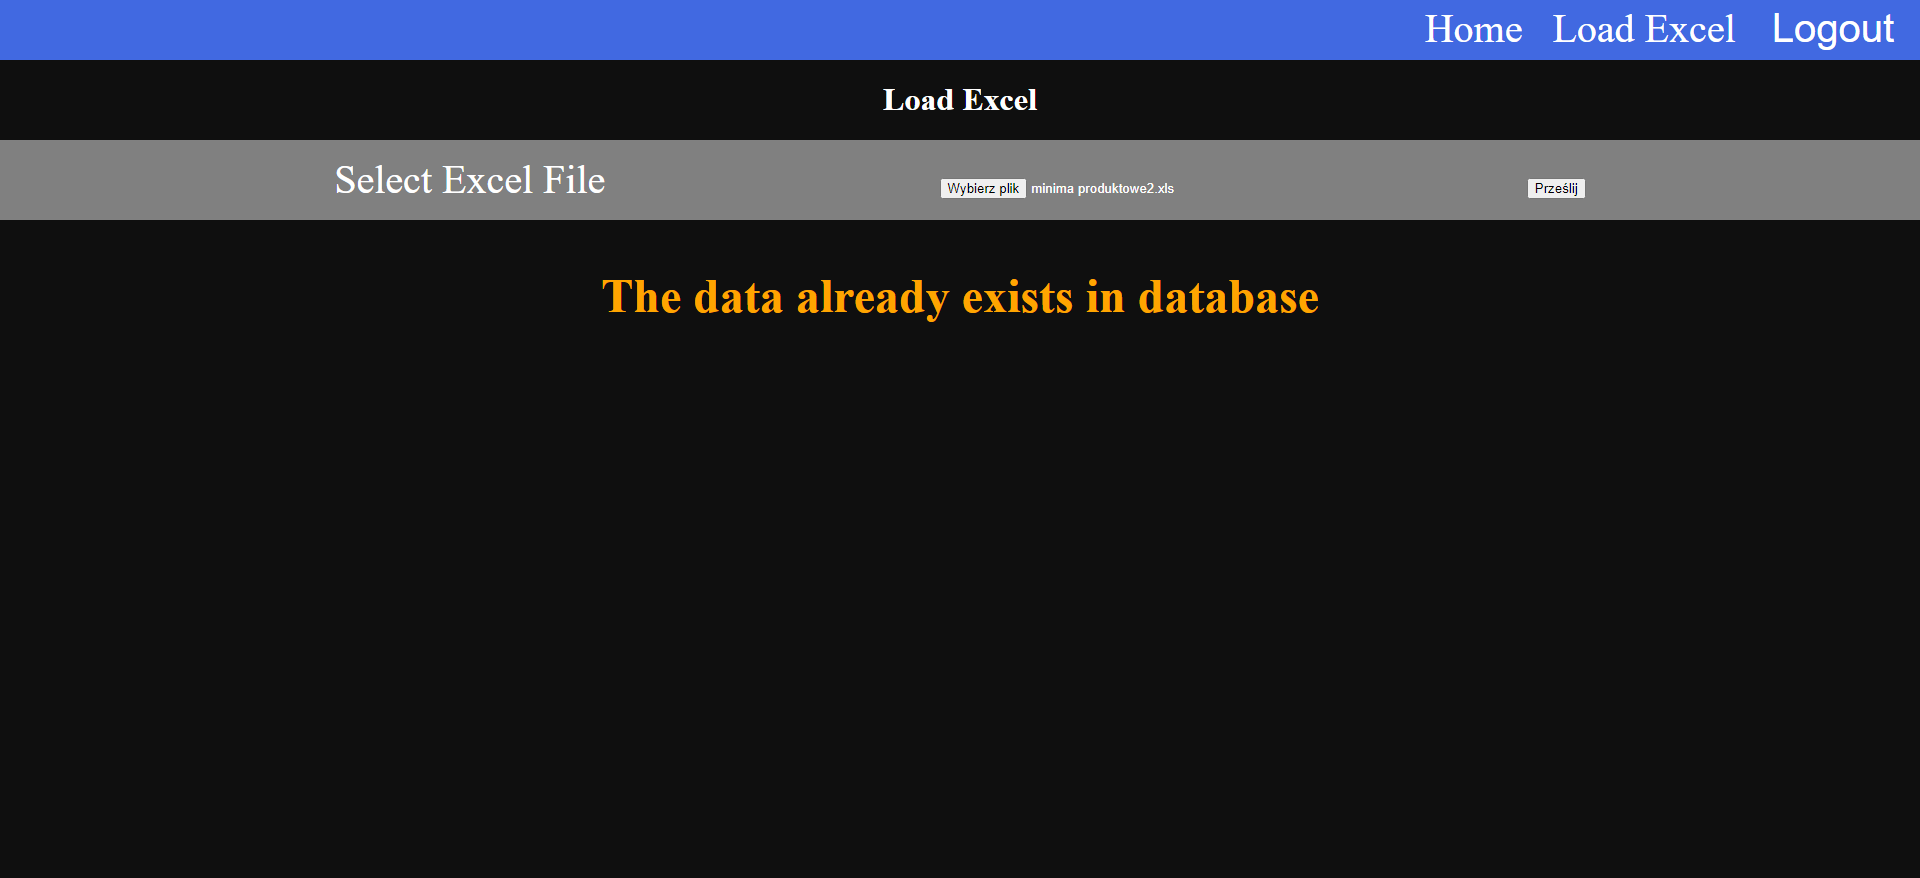 Home Load Excel Logout
Load Excel
Select Excel File Wybierz plik minima produktowe2.xls Prześlij
The data already exists in database